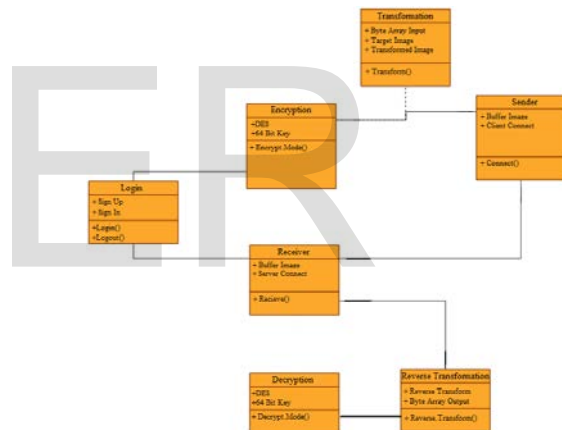 Transformation
+ Byte Array Input
+ Target Image
+ Transformed Image
+ Transform()
Encryption
+DES
+64 Bit Key
+ Encrypt.Mode()
Sender
+ Buffer Image
+ Client Connect
+ Connect()
Login
+ Sign Up
+ Sign In
+Login()
+Logout()
Receiver
+ Buffer Image
+ Server Connect
+ Recieve()
Decryption
+DES
+64 Bit Key
+ Decrypt.Mode()
Reverse Transformation
+ Reverse Transform
+ Byte Array Output
+ Reverse.Transform()
ER